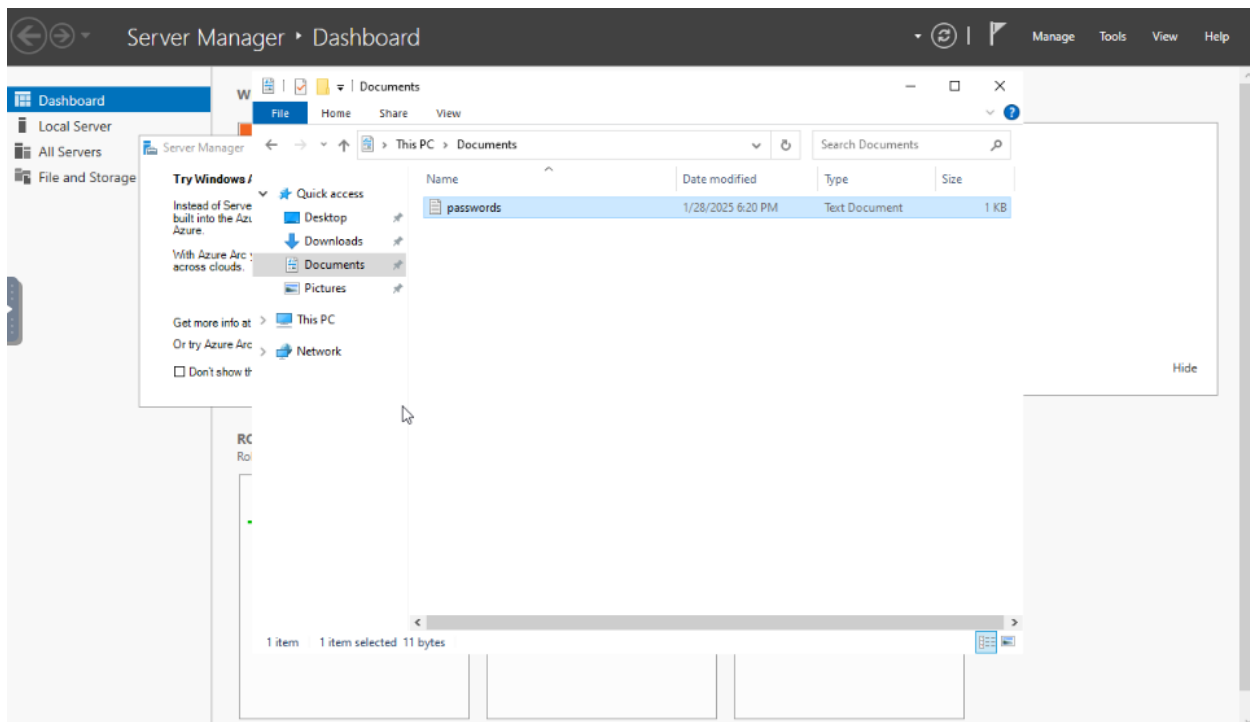 Server Manager ‣ Dashboard
Manage Tools View Help
Dashboard
Local Server
All Servers
File and Storage
W
Server Manager
Try Windows A
Instead of Serve
built into the Azu
Azure.
With Azure Arc y
across clouds.
Get more info at
Or try Azure Arc
Don't show th
Documents
File Home Share View
This PC > Documents
Search Documents
Quick access
Desktop
Downloads
Documents
Pictures
This PC
Network
Name Date modified Type Size
passwords 1/28/2025 6:20 PM Text Document 1 KB
1 item 1 item selected 11 bytes
Hide
RO
Ro